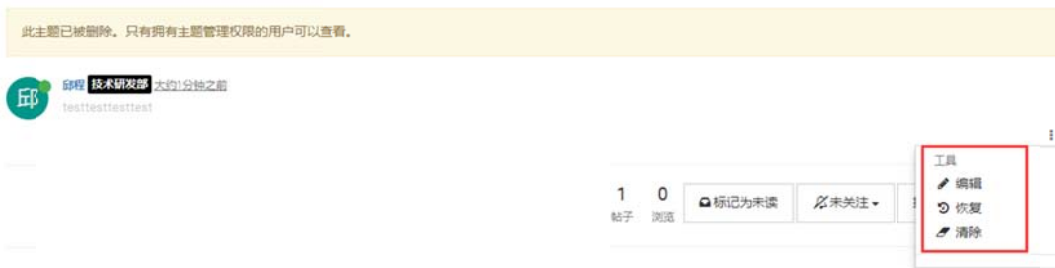 此主题已被删除。只有拥有主题管理权限的用户可以查看。
邱
邱程 技术研发部 大约1分钟之前
testtesttesttest
工具
编辑
恢复
清除
1 0 标记为未读 未关注
帖子 浏览